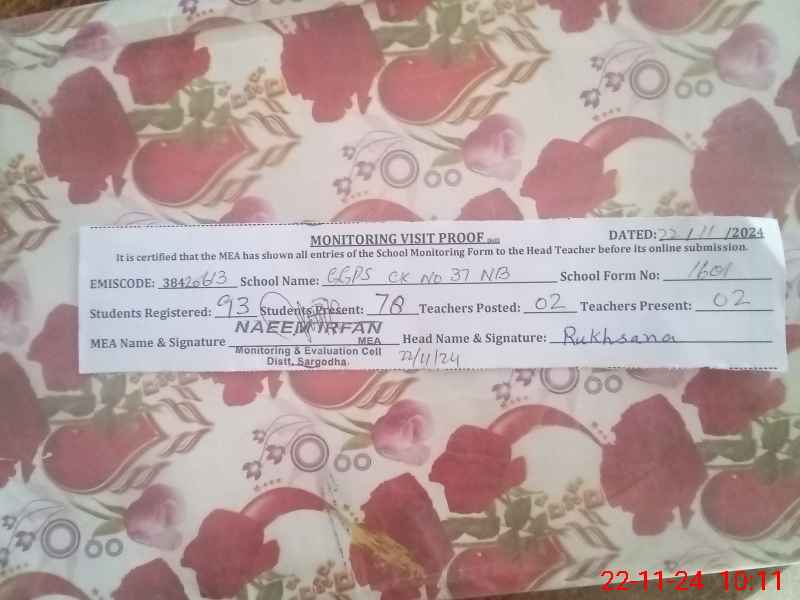 MONITORING VISIT PROOF
DATED: 22/11/2024
It is certified that the MEA has shown all entries of the School Monitoring Form to the Head Teacher before its online submission.
EMISCODE: 38420613 School Name: GGPS CK No 37 NB School Form No: 1601
Students Registered: 93 Students Present: 78 Teachers Posted: 02 Teachers Present: 02
NAEEM IRFAN
MEA Name & Signature MEA Head Name & Signature: Rukhsana
Monitoring & Evaluation Cell 22/11/24
Distt. Sargodha.
22-11-24 10:11